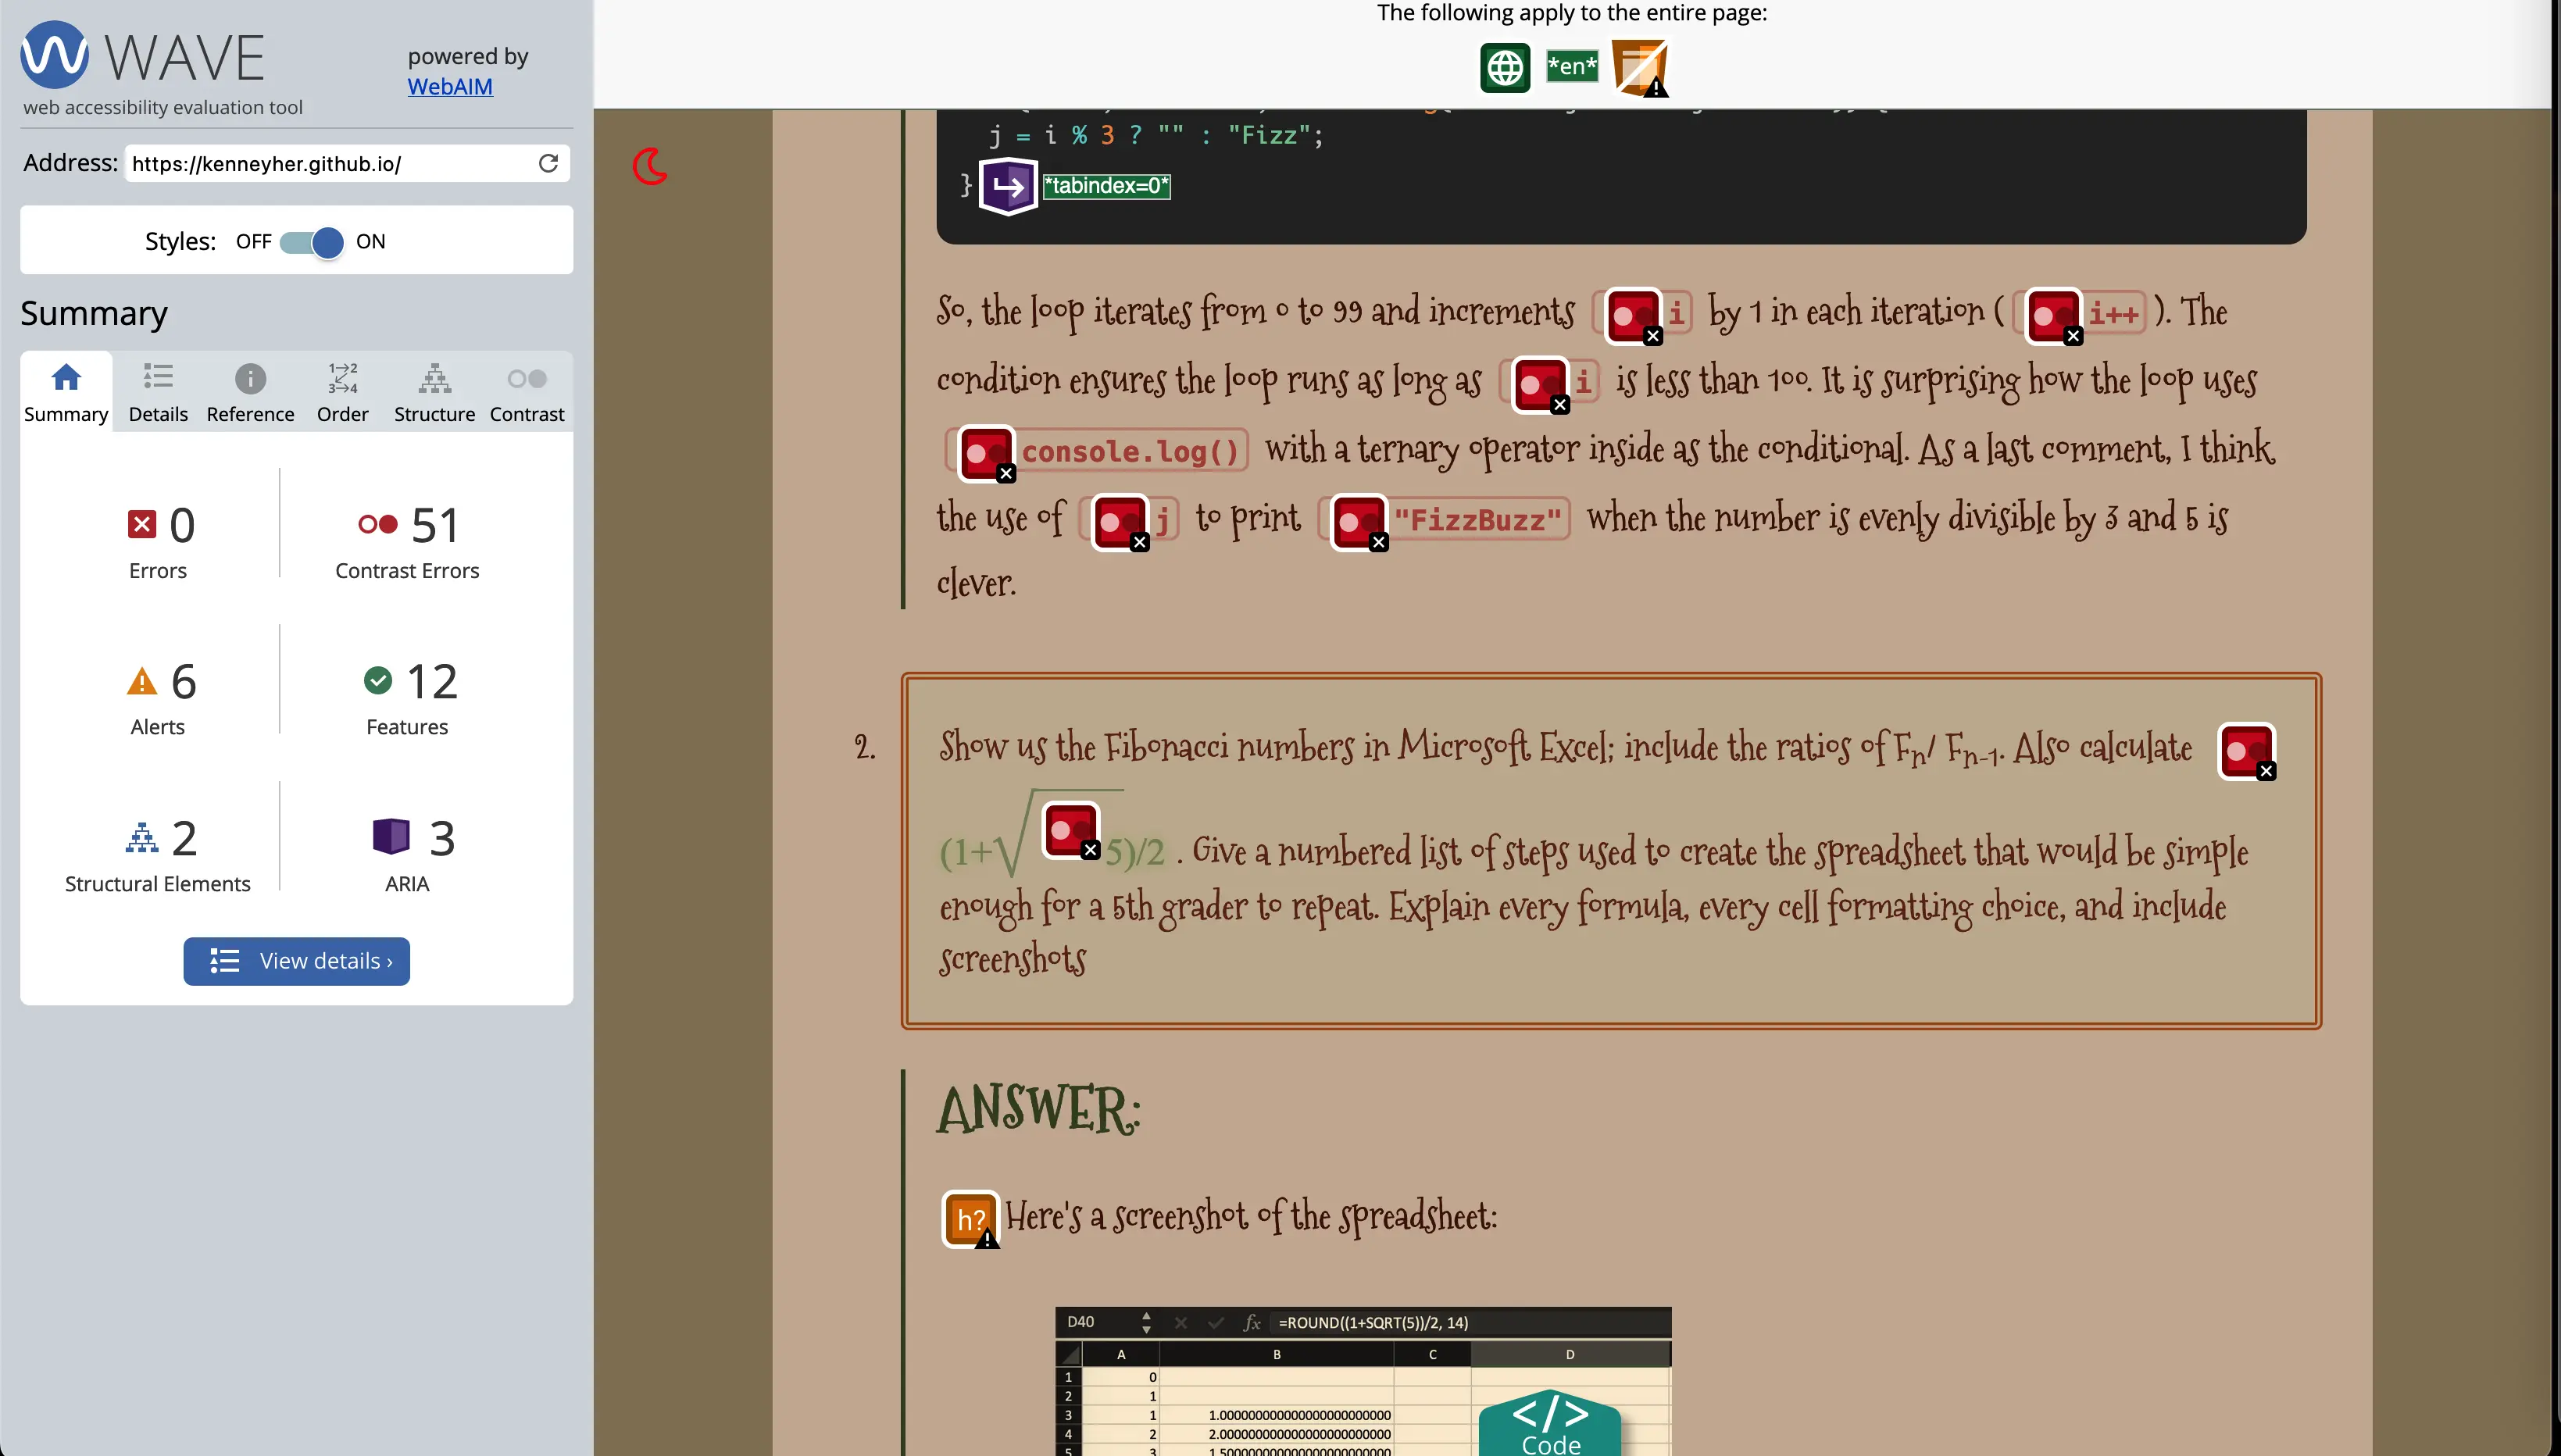 WAVE
powered by
WebAIM
web accessibility evaluation tool
Address: https://kenneyher.github.io/
Styles: OFF ON
Summary
Summary Details Reference Order Structure Contrast
0
Errors
51
Contrast Errors
6
Alerts
12
Features
2
Structural Elements
3
ARIA
View details ›
The following apply to the entire page:
*en*
j = i % 3 ? "" : "Fizz";
} *tabindex=0*
So, the loop iterates from 0 to 99 and increments i by 1 in each iteration ( i++ ). The
condition ensures the loop runs as long as i is less than 100. It is surprising how the loop uses
console.log() with a ternary operator inside as the conditional. As a last comment, I think
the use of j to print "FizzBuzz" when the number is evenly divisible by 3 and 5 is
clever.
2. Show us the Fibonacci numbers in Microsoft Excel; include the ratios of Fn/ Fn-1. Also calculate
(1+√5)/2 . Give a numbered list of steps used to create the spreadsheet that would be simple
enough for a 5th grader to repeat. Explain every formula, every cell formatting choice, and include
screenshots
ANSWER:
h? Here's a screenshot of the spreadsheet:
D40 fx =ROUND((1+SQRT(5))/2, 14)
A B C D
1 0
2 1
3 1 1.000000000000000000000000
4 2 2.000000000000000000000000
</> Code